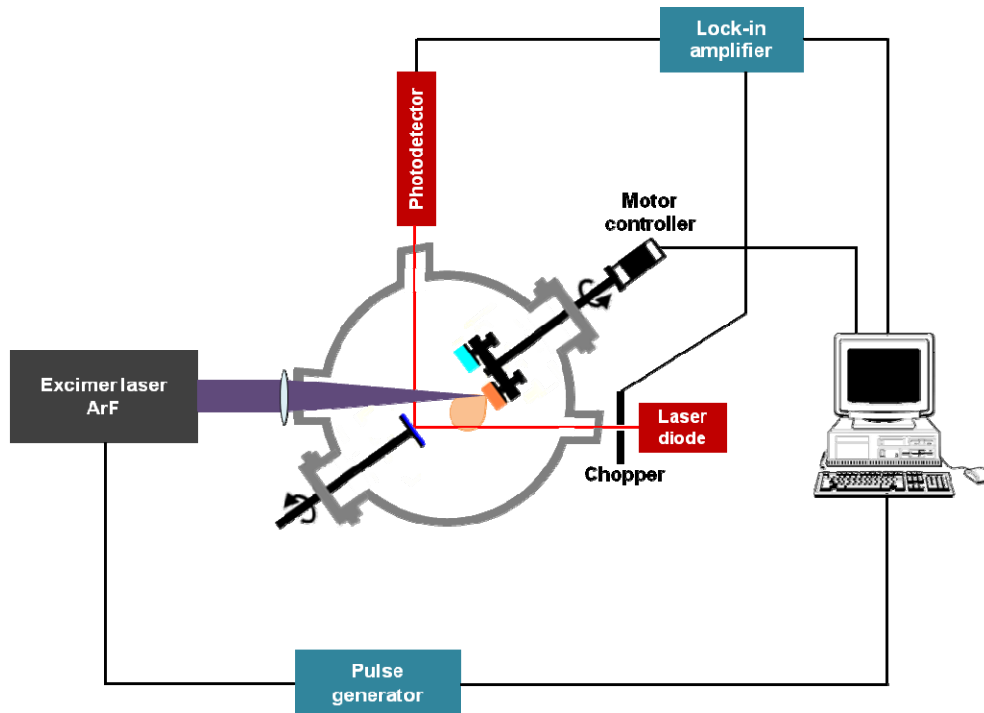 Lock-in
amplifier
Photodetector
Motor
controller
Excimer laser
ArF
Laser
diode
Chopper
Pulse
generator